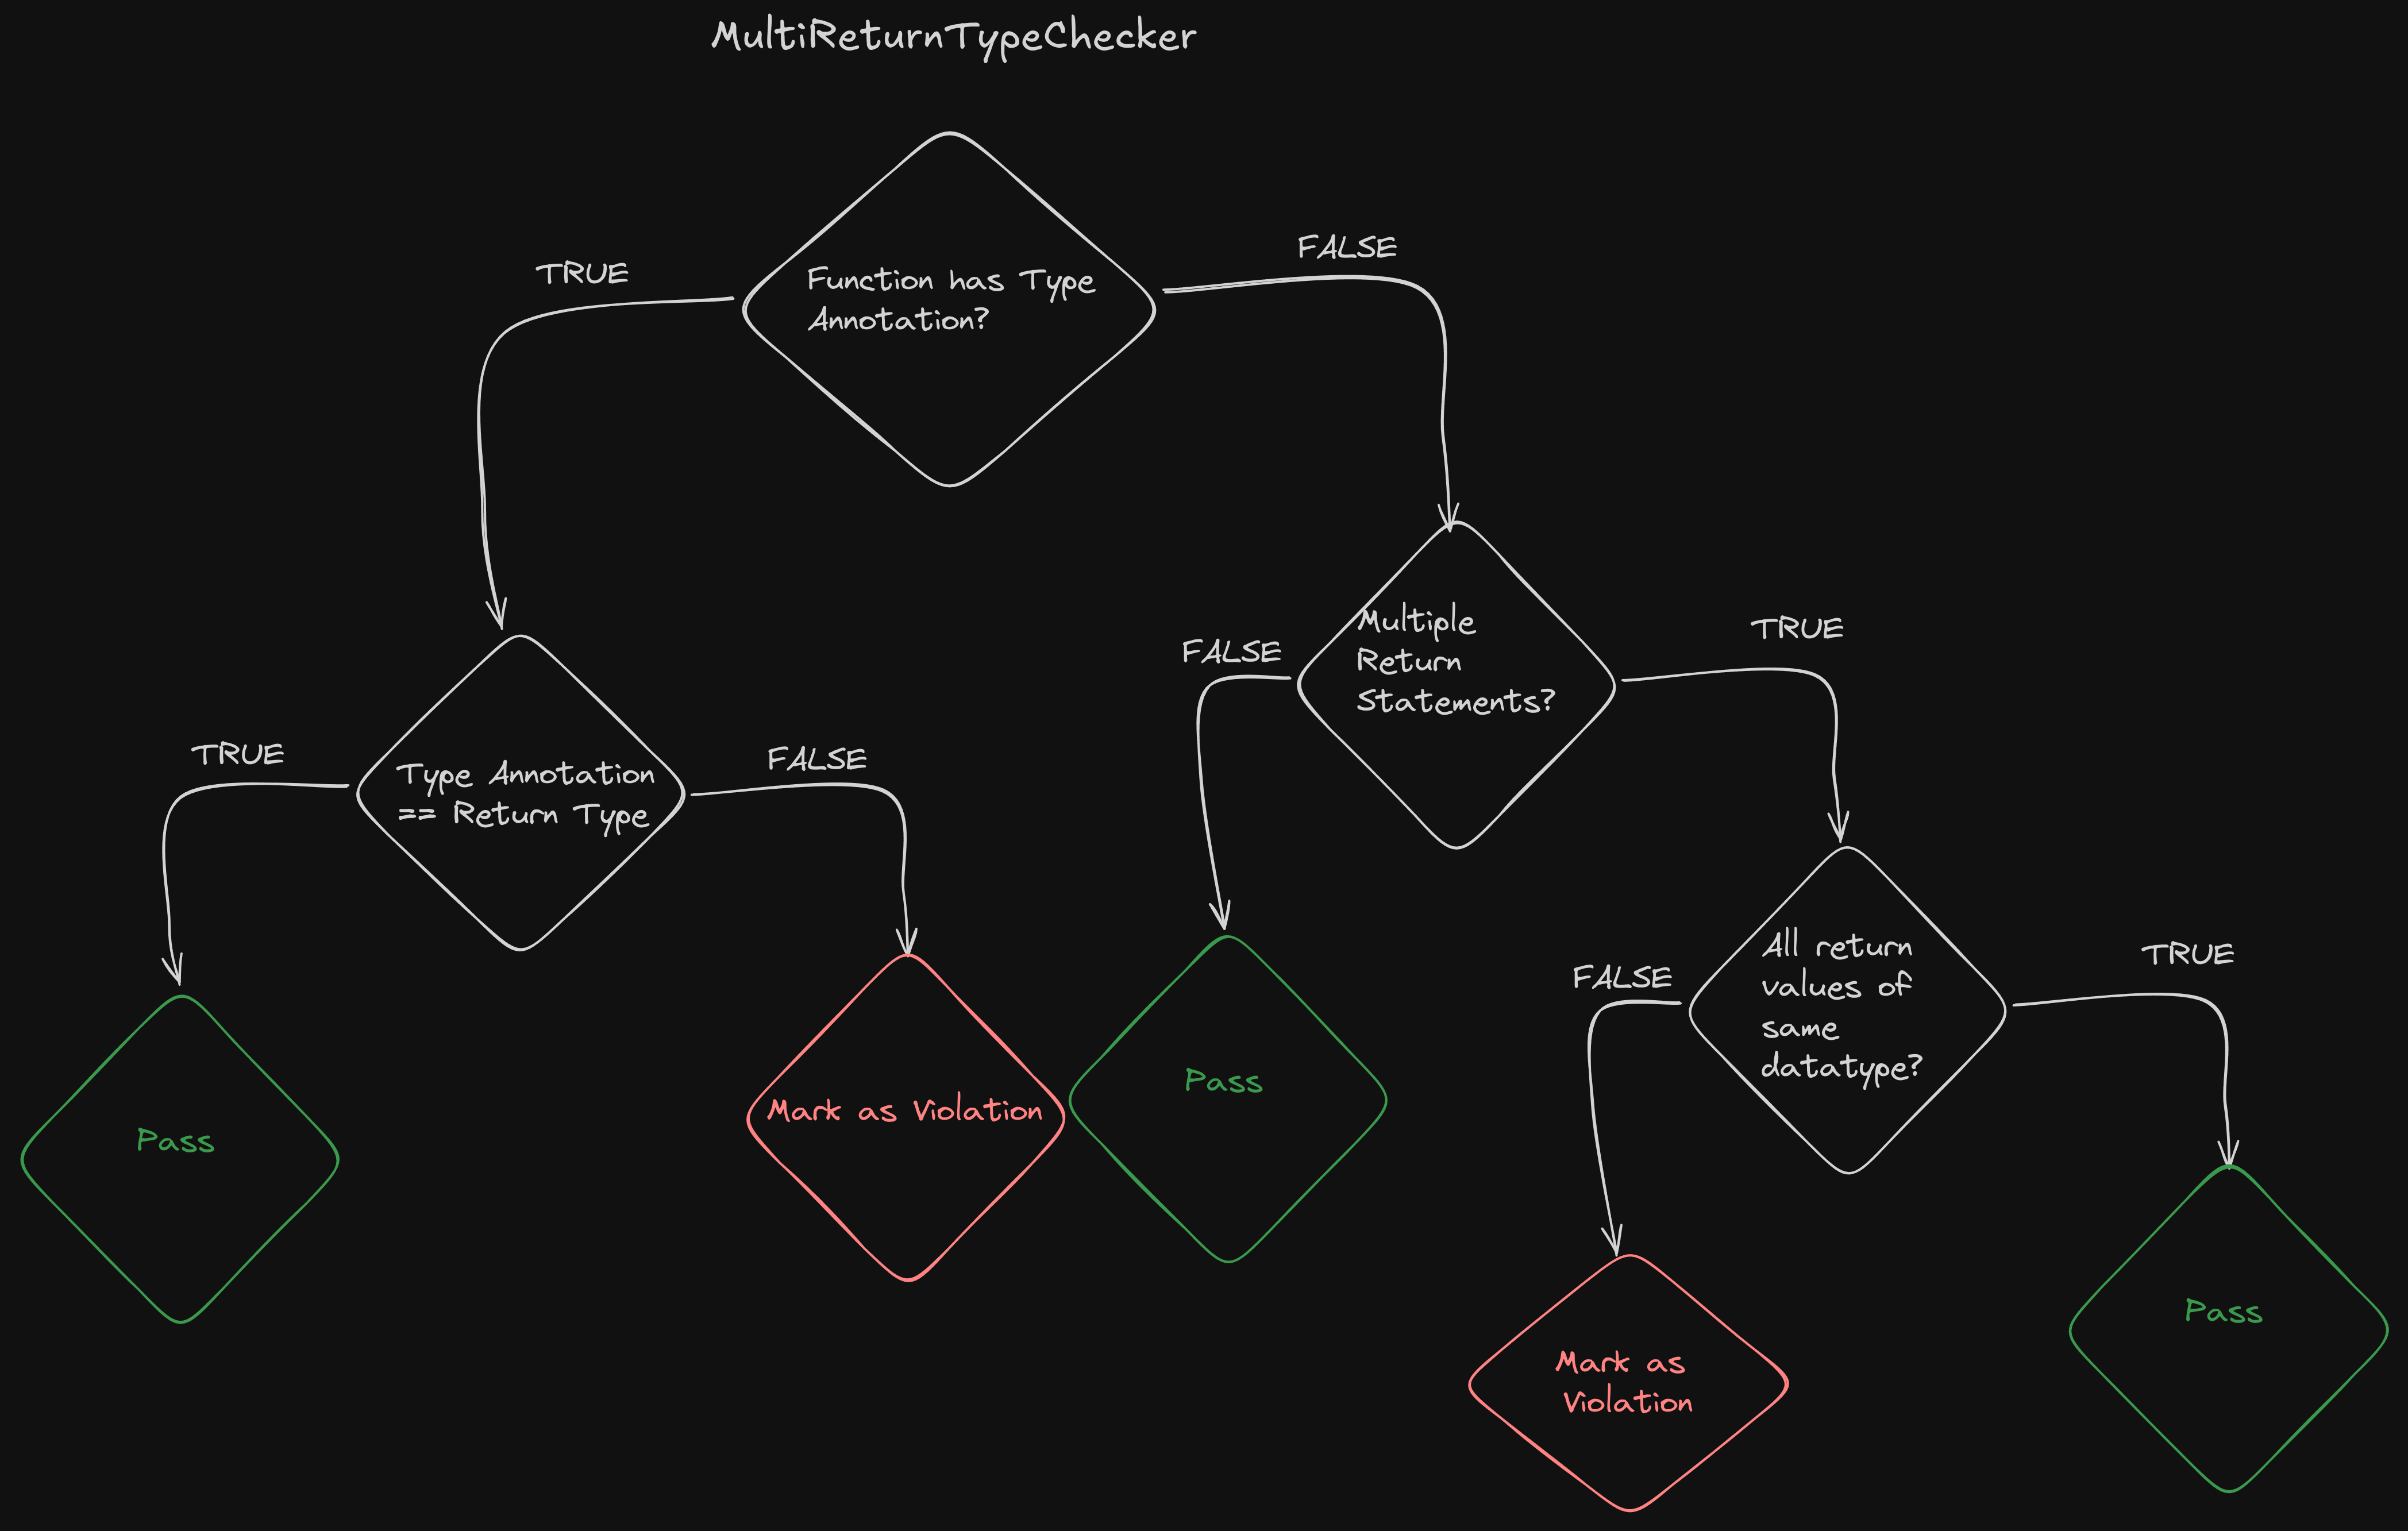 MultiReturnTypeChecker
FALSE
TRUE
Function has Type
Annotation?
Multiple
Return
Statements?
FALSE
TRUE
TRUE
FALSE
Type Annotation
== Return Type
All return
values of
same
datatype?
FALSE
TRUE
Pass
Mark as Violation
Pass
Pass
Mark as
Violation